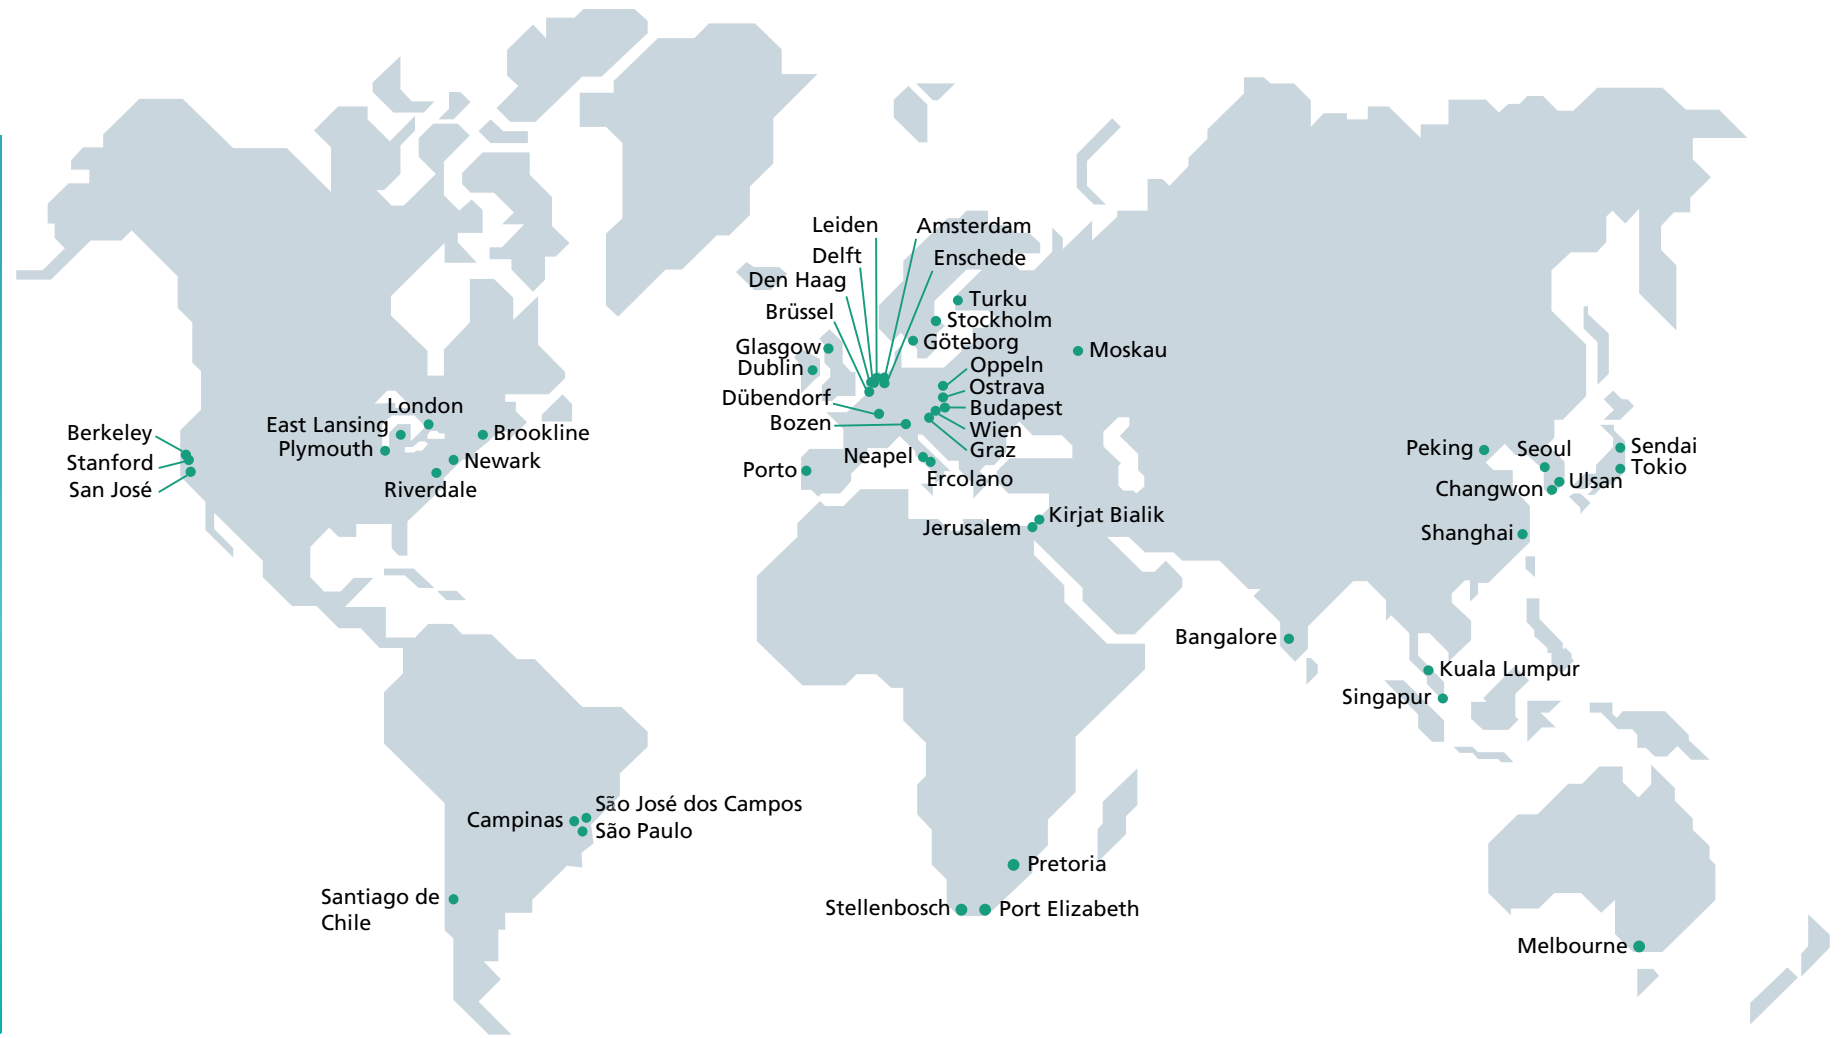 Berkeley
Stanford
San José
London
East Lansing
Plymouth
Brookline
Newark
Riverdale
Campinas
São José dos Campos
São Paulo
Santiago de
Chile
Leiden
Amsterdam
Delft
Enschede
Den Haag
Brüssel
Turku
Stockholm
Göteborg
Glasgow
Dublin
Moskau
Oppeln
Ostrava
Budapest
Wien
Graz
Dübendorf
Bozen
Neapel
Ercolano
Porto
Jerusalem
Kirjat Bialik
Pretoria
Stellenbosch
Port Elizabeth
Bangalore
Peking
Seoul
Sendai
Tokio
Ulsan
Changwon
Shanghai
Kuala Lumpur
Singapur
Melbourne